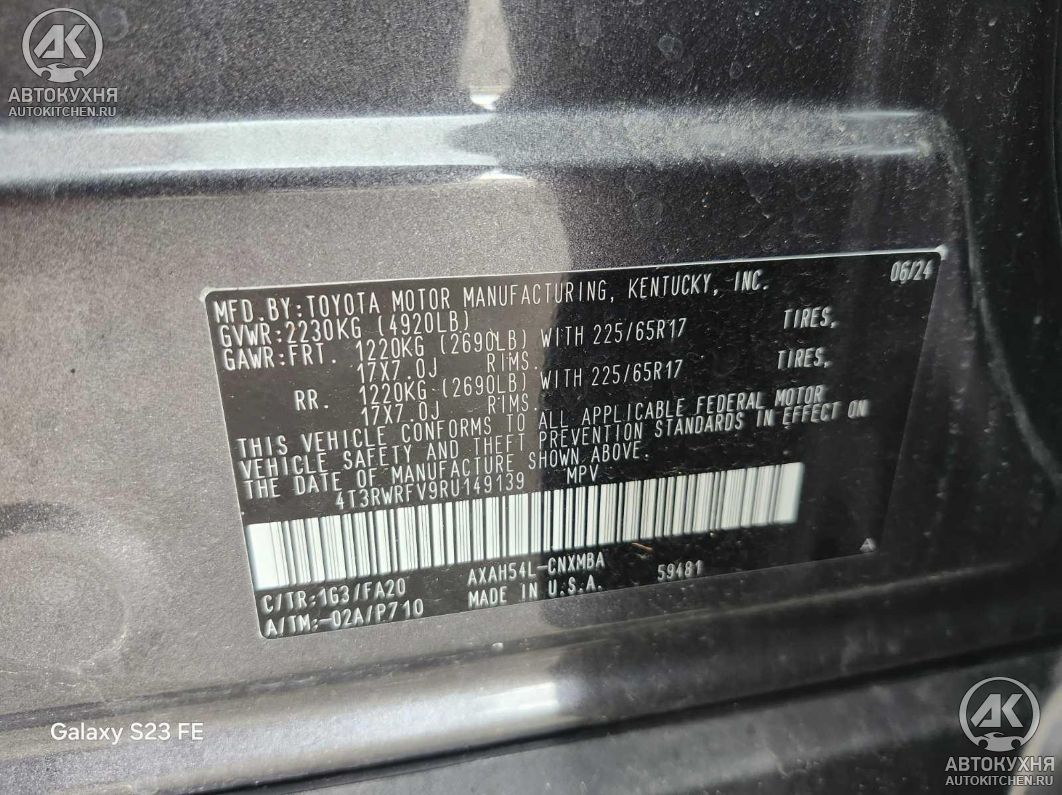 AK
АВТОКУХНЯ
AUTOKITCHEN.RU
MFD.BY:TOYOTA MOTOR MANUFACTURING, KENTUCKY, INC. 06/24
GVWR:2230KG (4920LB)
GAWR:FRT. 1220KG (2690LB) WITH 225/65R17 TIRES,
17X7.0J RIMS.
RR. 1220KG (2690LB) WITH 225/65R17 TIRES,
17X7.0J RIMS.
THIS VEHICLE CONFORMS TO ALL APPLICABLE FEDERAL MOTOR
VEHICLE SAFETY AND THEFT PREVENTION STANDARDS IN EFFECT ON
THE DATE OF MANUFACTURE SHOWN ABOVE.
4T3RWRFV9RU149139 MPV
C/TR:1G3/FA20 AXAH54L-CNXMBA 59481
A/TM:-02A/P710 MADE IN U.S.A.
Galaxy S23 FE
AK
АВТОКУХНЯ
AUTOKITCHEN.RU